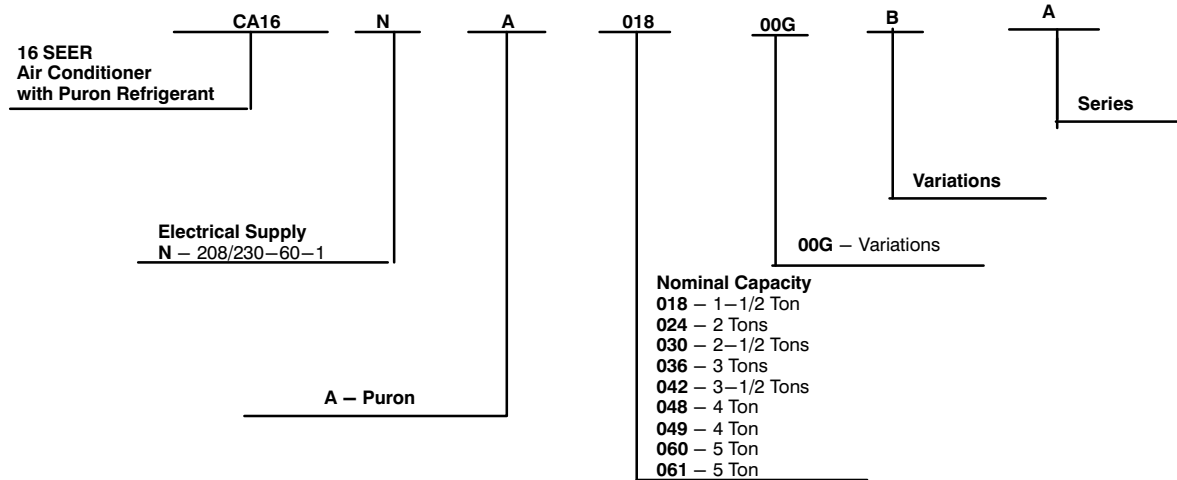 CA16 N A 018 00G B A
16 SEER
Air Conditioner
with Puron Refrigerant
Series
Variations
Electrical Supply
N – 208/230–60–1
00G – Variations
Nominal Capacity
018 – 1–1/2 Ton
024 – 2 Tons
030 – 2–1/2 Tons
036 – 3 Tons
042 – 3–1/2 Tons
048 – 4 Ton
049 – 4 Ton
060 – 5 Ton
061 – 5 Ton
A – Puron